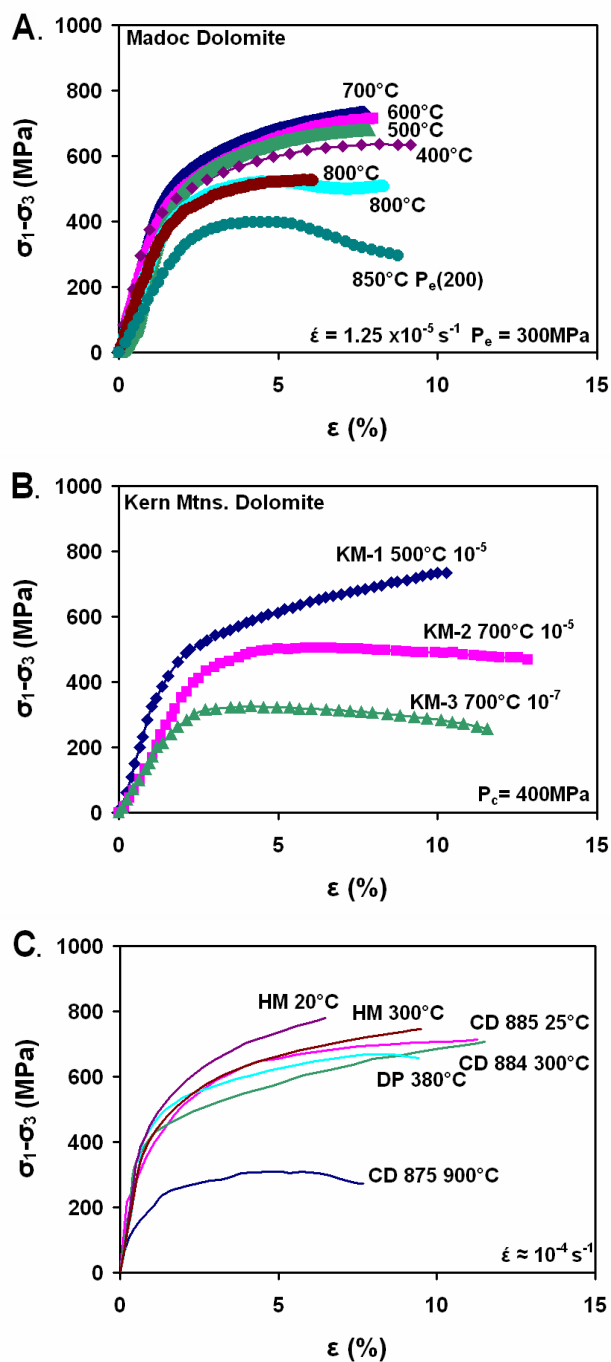 A.
Madoc Dolomite
1000
800
600
400
200
0
σ₁-σ₃ (MPa)
700°C
600°C
500°C
400°C
800°C
800°C
850°C Pₑ(200)
έ = 1.25 x10⁻⁵ s⁻¹ Pₑ = 300MPa
0 5 10 15
ε (%)
B.
Kern Mtns. Dolomite
1000
800
600
400
200
0
σ₁-σ₃ (MPa)
KM-1 500°C 10⁻⁵
KM-2 700°C 10⁻⁵
KM-3 700°C 10⁻⁷
P꜀= 400MPa
0 5 10 15
ε (%)
C.
1000
800
600
400
200
0
σ₁-σ₃ (MPa)
HM 20°C
HM 300°C
CD 885 25°C
CD 884 300°C
DP 380°C
CD 875 900°C
έ ≈ 10⁻⁴ s⁻¹
0 5 10 15
ε (%)